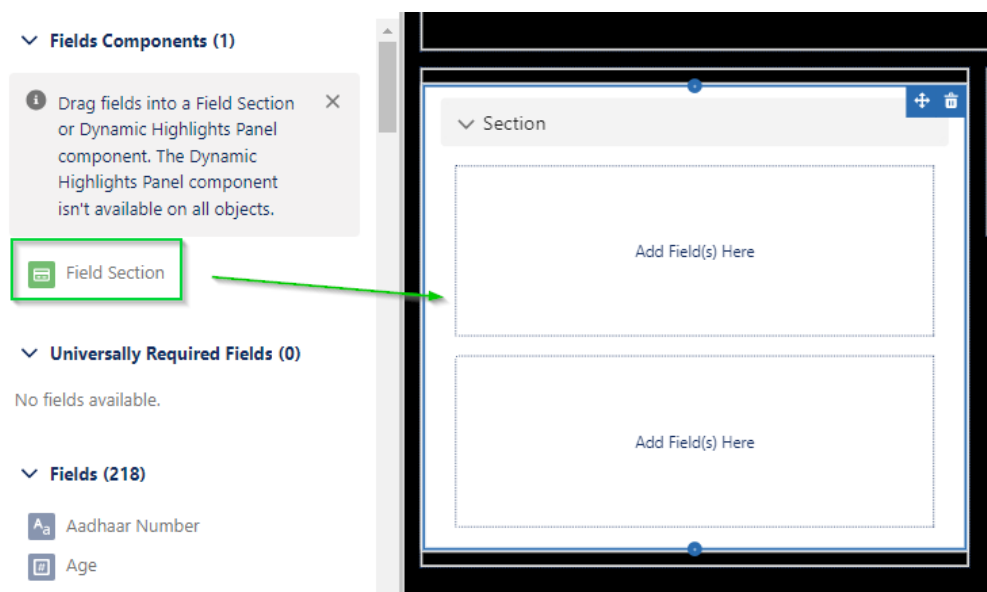 Fields Components (1)
Drag fields into a Field Section
or Dynamic Highlights Panel
component. The Dynamic
Highlights Panel component
isn't available on all objects.
Field Section
Universally Required Fields (0)
No fields available.
Fields (218)
Aa Aadhaar Number
# Age
Section
Add Field(s) Here
Add Field(s) Here